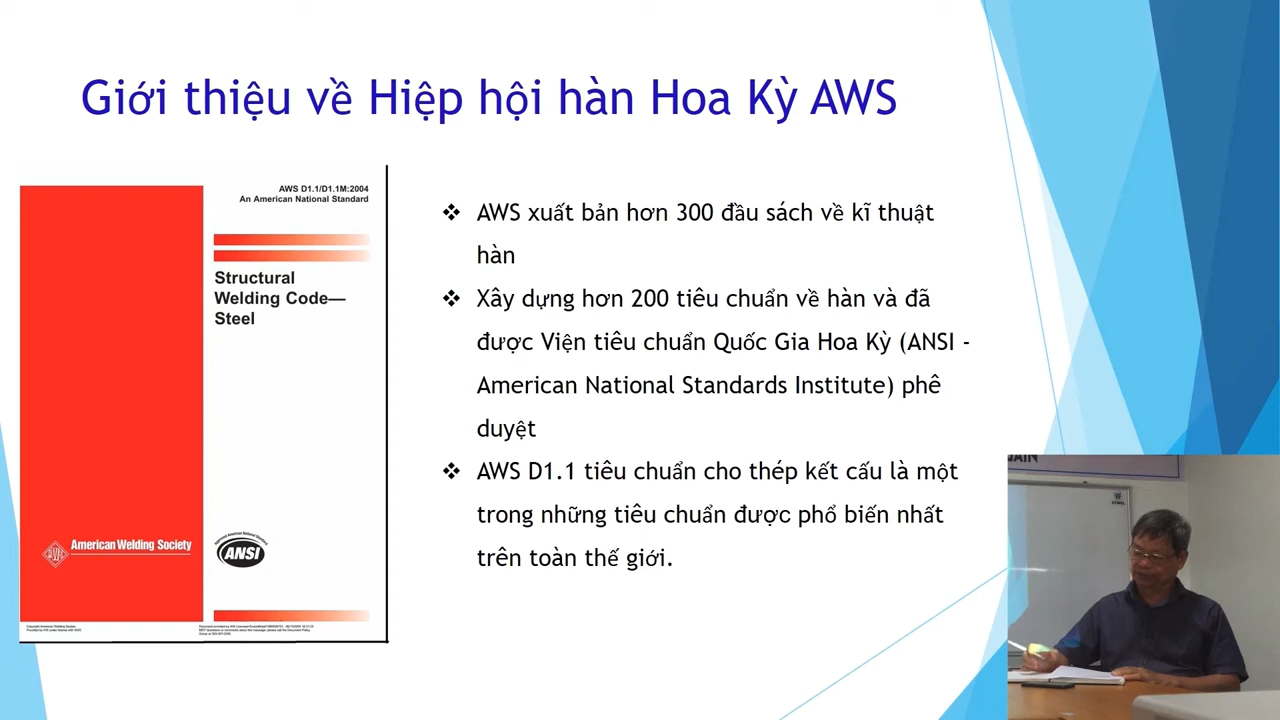 Giới thiệu về Hiệp hội hàn Hoa Kỳ AWS
AWS D1.1/D1.1M:2004
An American National Standard
Structural
Welding Code—
Steel
American Welding Society
ANSI
❖ AWS xuất bản hơn 300 đầu sách về kĩ thuật
hàn
❖ Xây dựng hơn 200 tiêu chuẩn về hàn và đã
được Viện tiêu chuẩn Quốc Gia Hoa Kỳ (ANSI -
American National Standards Institute) phê
duyệt
❖ AWS D1.1 tiêu chuẩn cho thép kết cấu là một
trong những tiêu chuẩn được phổ biến nhất
trên toàn thế giới.